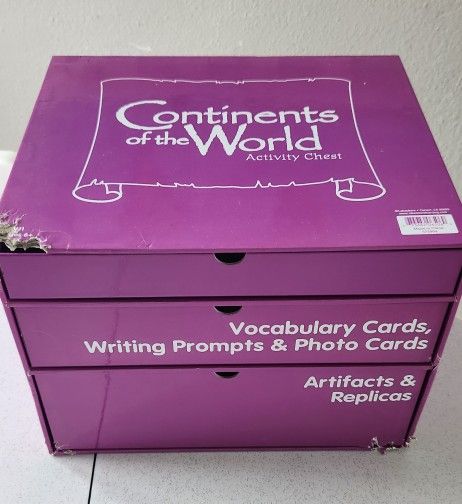 Continents
of the World
Activity Chest
Vocabulary Cards,
Writing Prompts & Photo Cards
Artifacts &
Replicas